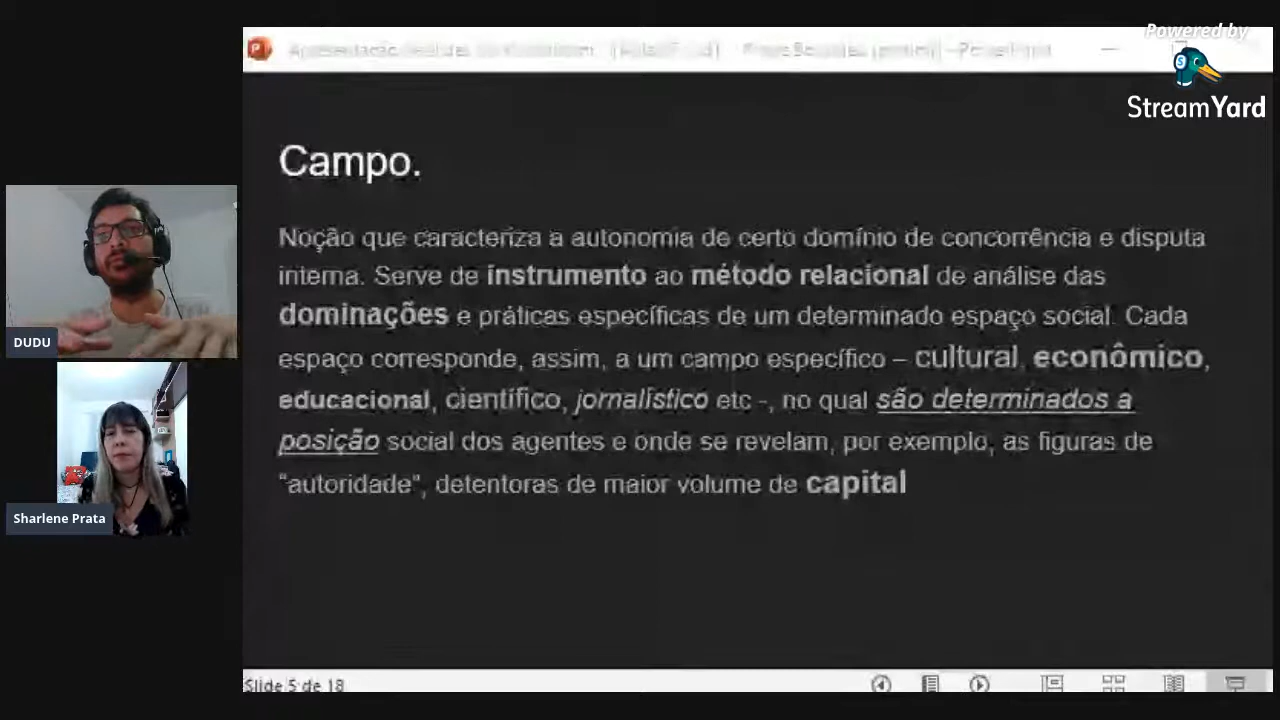 Powered by
StreamYard
Campo.
Noção que caracteriza a autonomia de certo domínio de concorrência e disputa
interna. Serve de instrumento ao método relacional de análise das
dominações e práticas específicas de um determinado espaço social. Cada
espaço corresponde, assim, a um campo específico – cultural, econômico,
educacional, científico, jornalístico etc -, no qual são determinados a
posição social dos agentes e onde se revelam, por exemplo, as figuras de
"autoridade", detentoras de maior volume de capital
DUDU
Sharlene Prata
Slide 5 de 18